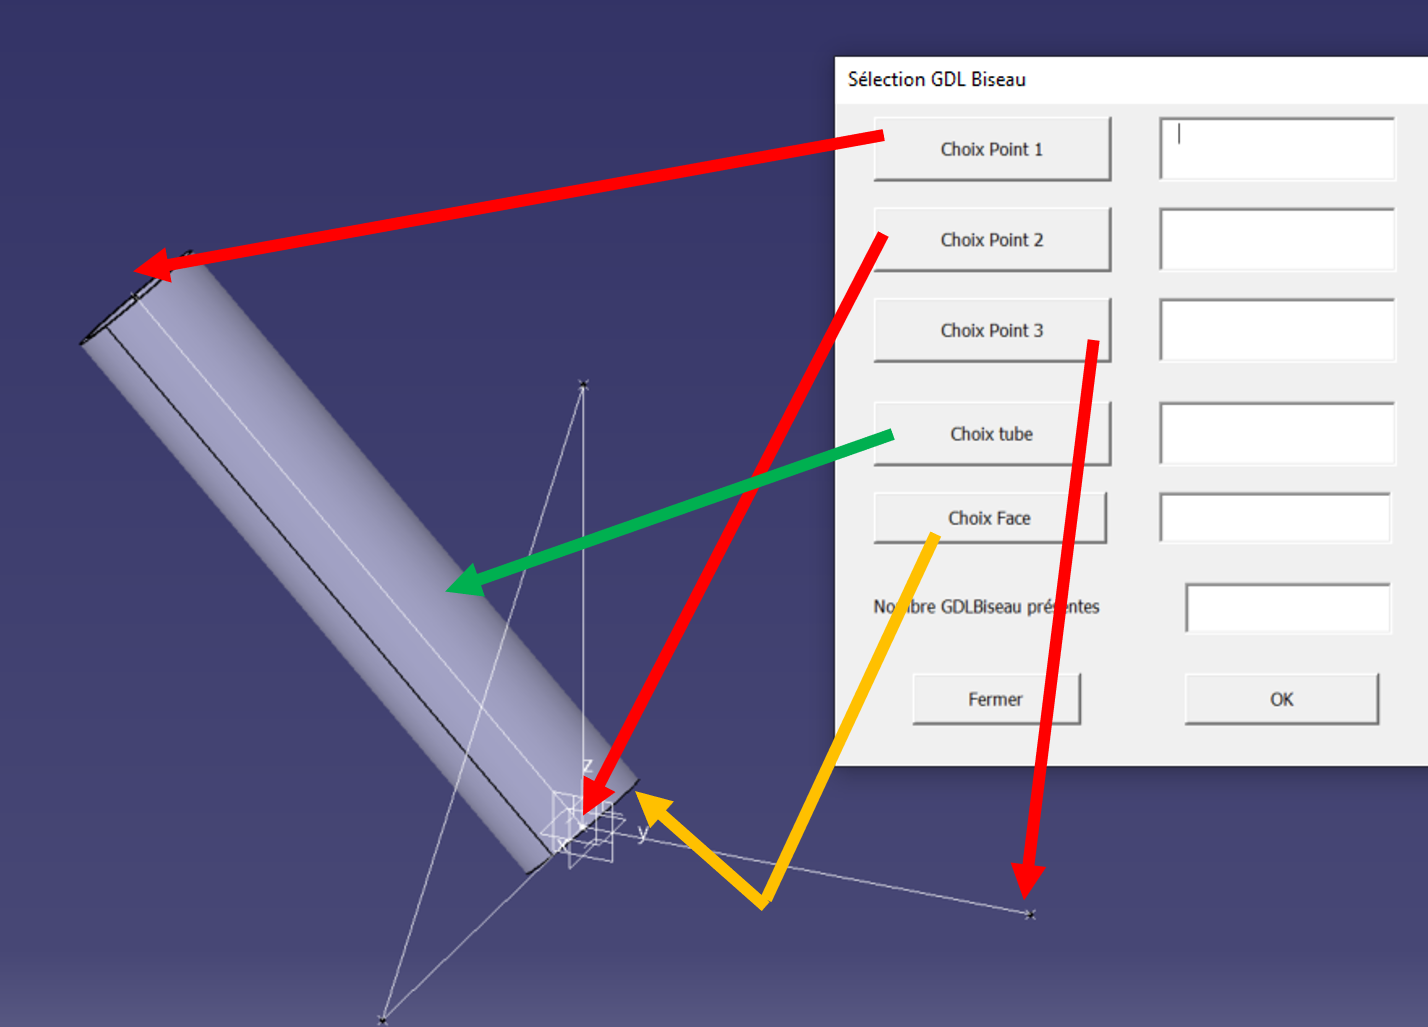 Sélection GDL Biseau
Choix Point 1
Choix Point 2
Choix Point 3
Choix tube
Choix Face
Nombre GDLBiseau présentes
Fermer
OK
z
y
x